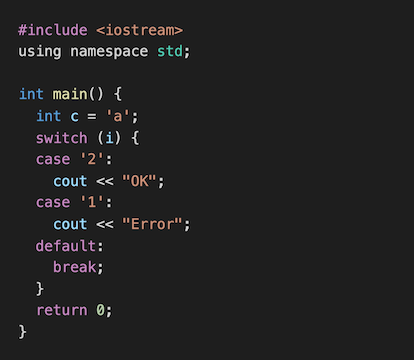 #include <iostream>
using namespace std;

int main() {
  int c = 'a';
  switch (i) {
  case '2':
    cout << "OK";
  case '1':
    cout << "Error";
  default:
    break;
  }
  return 0;
}